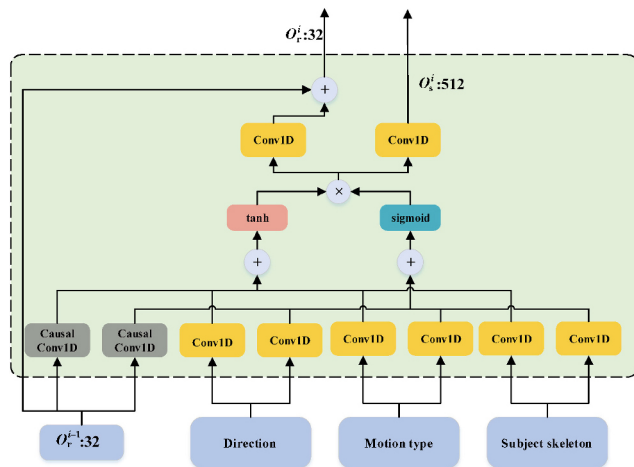 O_r^i:32
O_s^i:512
+
Conv1D
Conv1D
×
tanh
sigmoid
+
+
Causal
Conv1D
Causal
Conv1D
Conv1D
Conv1D
Conv1D
Conv1D
Conv1D
Conv1D
O_r^{i-1}:32
Direction
Motion type
Subject skeleton